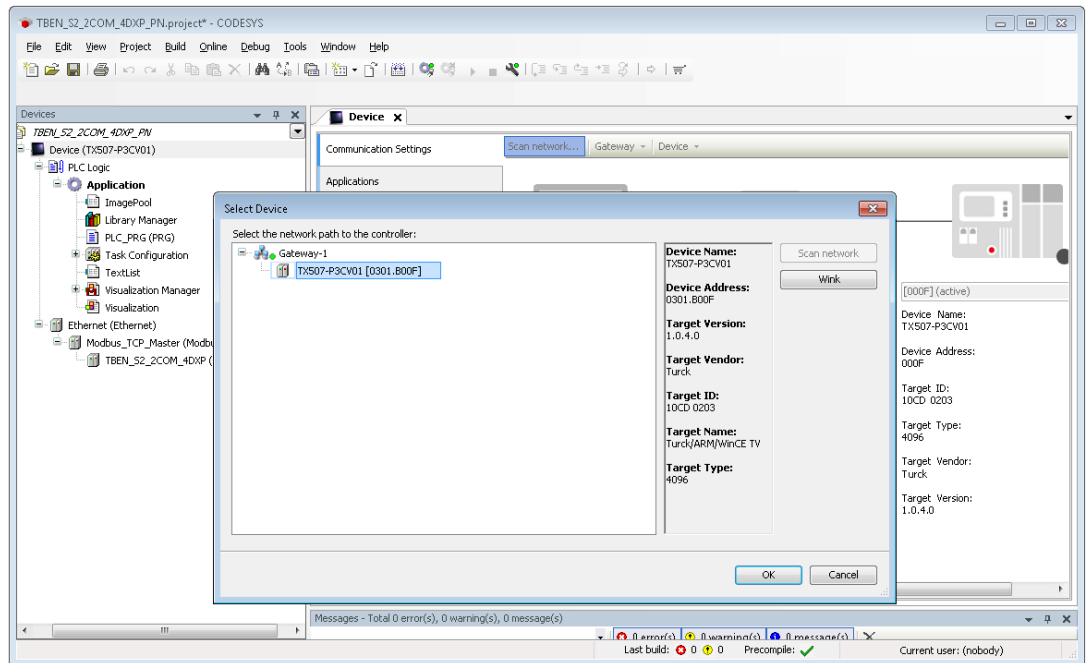 TBEN_S2_2COM_4DXP_PN.project* - CODESYS
File Edit View Project Build Online Debug Tools Window Help
Devices
TBEN_S2_2COM_4DXP_PN
Device (TX507-P3CV01)
PLC Logic
Application
ImagePool
Library Manager
PLC_PRG (PRG)
Task Configuration
TextList
Visualization Manager
Visualization
Ethernet (Ethernet)
Modbus_TCP_Master (Modbu
TBEN_S2_2COM_4DXP (
Device
Communication Settings
Applications
Scan network... Gateway Device
Select Device
Select the network path to the controller:
Gateway-1
TX507-P3CV01 [0301.B00F]
Device Name:
TX507-P3CV01
Device Address:
0301.B00F
Target Version:
1.0.4.0
Target Vendor:
Turck
Target ID:
10CD 0203
Target Name:
Turck/ARM/WinCE TV
Target Type:
4096
Scan network
Wink
OK Cancel
[000F] (active)
Device Name:
TX507-P3CV01
Device Address:
000F
Target ID:
10CD 0203
Target Type:
4096
Target Vendor:
Turck
Target Version:
1.0.4.0
Messages - Total 0 error(s), 0 warning(s), 0 message(s)
0 error(s) 0 warning(s) 0 message(s)
Last build: 0 0 Precompile: Current user: (nobody)